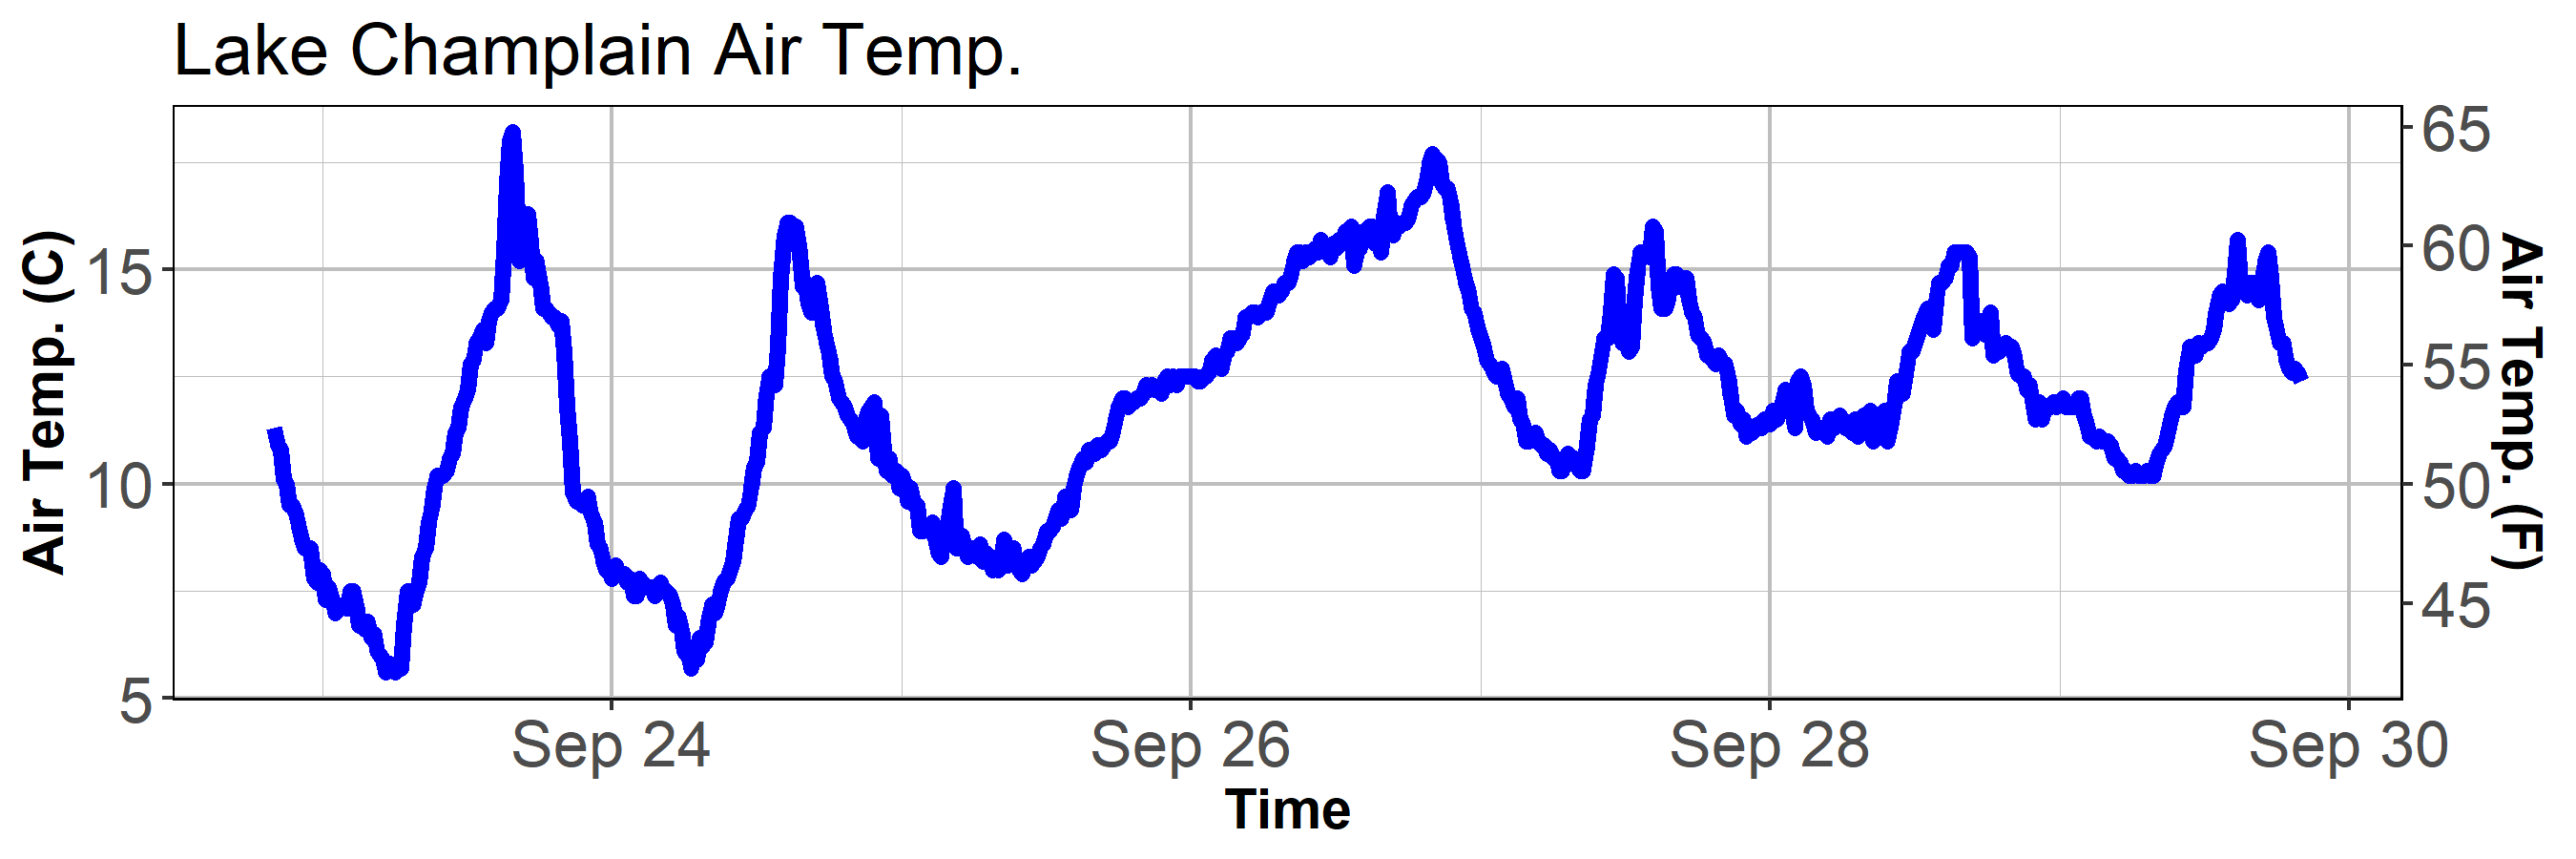 Lake Champlain Air Temp.
Air Temp. (C)
15
10
5
65
60
55
50
45
Air Temp. (F)
Sep 24
Sep 26
Sep 28
Sep 30
Time